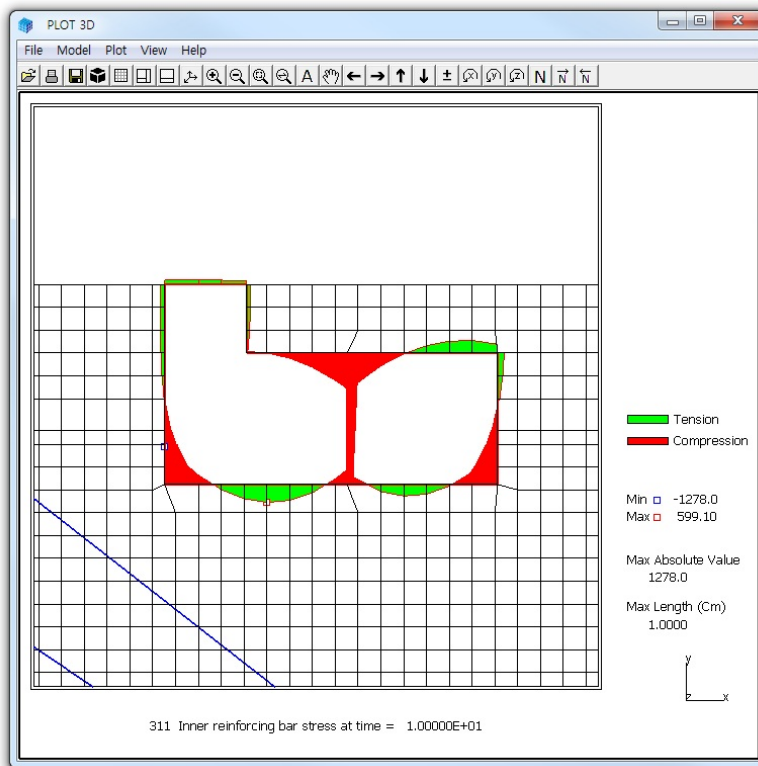 PLOT 3D
File Model Plot View Help
A N N N
Tension
Compression
Min -1278.0
Max 599.10
Max Absolute Value
1278.0
Max Length (Cm)
1.0000
y
z x
311 Inner reinforcing bar stress at time = 1.00000E+01